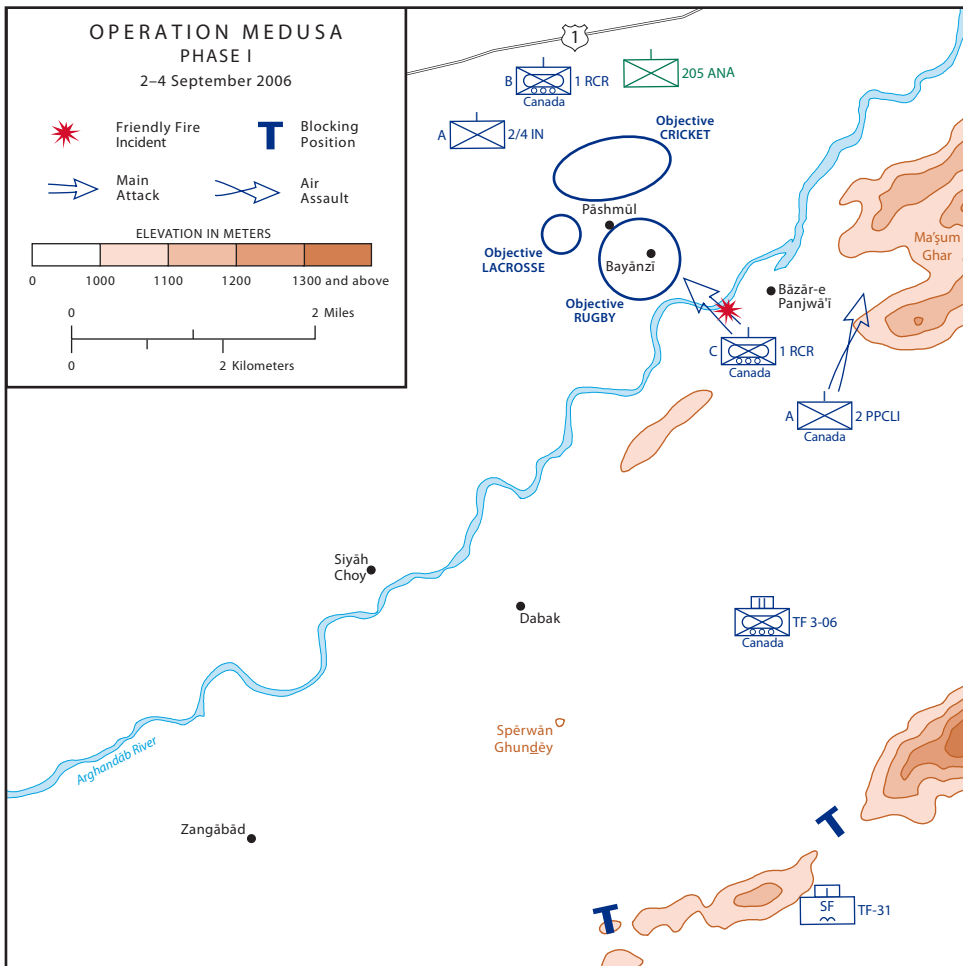 OPERATION MEDUSA
PHASE I
2–4 September 2006
Friendly Fire
Incident
Blocking
Position
Main
Attack
Air
Assault
ELEVATION IN METERS
0 1000 1100 1200 1300 and above
0 2 Miles
0 2 Kilometers
1
B 1 RCR
Canada
205 ANA
A 2/4 IN
Objective
CRICKET
Pāshmūl
Objective
LACROSSE
Bayānzī
Objective
RUGBY
Ma'ṣum
Ghar
Bāzār-e
Panjwā'ī
C 1 RCR
Canada
A 2 PPCLI
Canada
Siyāh
Choy
Dabak
TF 3-06
Canada
Spērwān
Ghunḏēy
Arghandāb River
Zangābād
SF TF-31